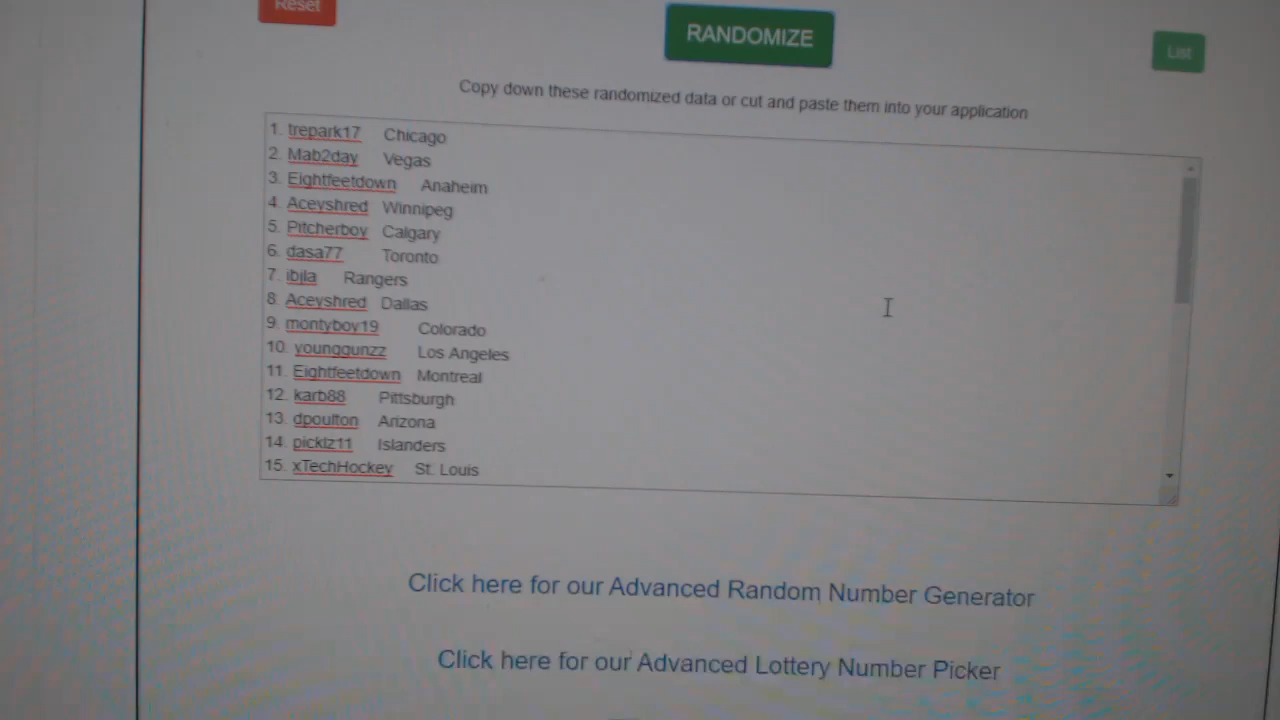 Reset
RANDOMIZE
List
Copy down these randomized data or cut and paste them into your application
1. trepark17 Chicago
2. Mab2day Vegas
3. Eightfeetdown Anaheim
4. Aceyshred Winnipeg
5. Pitcherboy Calgary
6. dasa77 Toronto
7. ibjla Rangers
8. Aceyshred Dallas
9. montyboy19 Colorado
10. younggunzz Los Angeles
11. Eightfeetdown Montreal
12. karb88 Pittsburgh
13. dpoulton Arizona
14. picklz11 Islanders
15. xTechHockey St. Louis
Click here for our Advanced Random Number Generator
Click here for our Advanced Lottery Number Picker